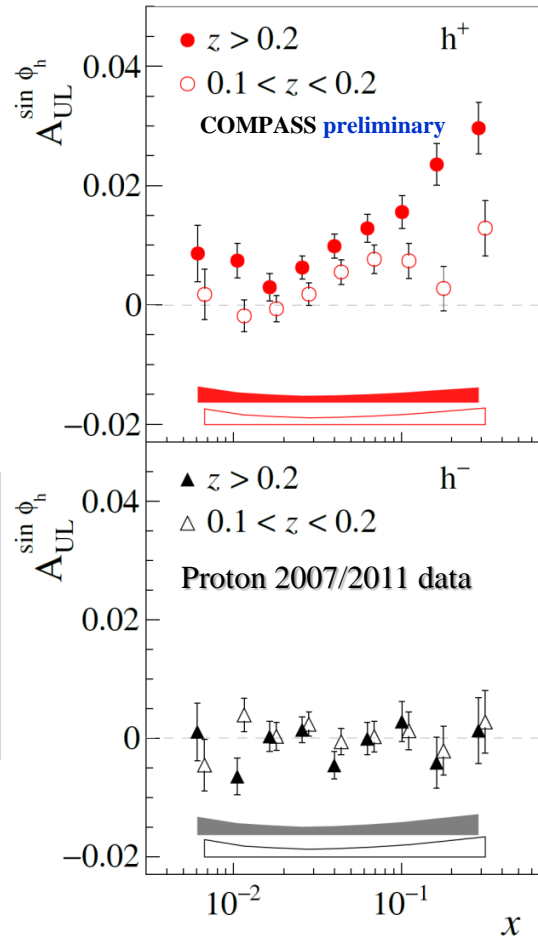 A_UL^sin ϕ_h
0.04
0.02
0
−0.02
● z > 0.2 h⁺
○ 0.1 < z < 0.2
COMPASS preliminary
A_UL^sin ϕ_h
0.04
0.02
0
−0.02
▲ z > 0.2 h⁻
△ 0.1 < z < 0.2
Proton 2007/2011 data
10⁻² 10⁻¹
x